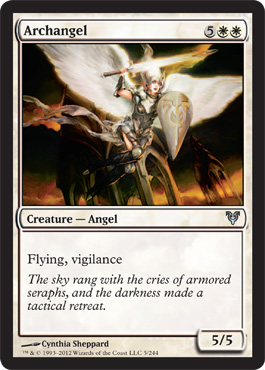 Archangel 5
Creature — Angel
Flying, vigilance
The sky rang with the cries of armored
seraphs, and the darkness made a
tactical retreat.
Cynthia Sheppard
™ & © 1993–2012 Wizards of the Coast LLC 5/244
5/5